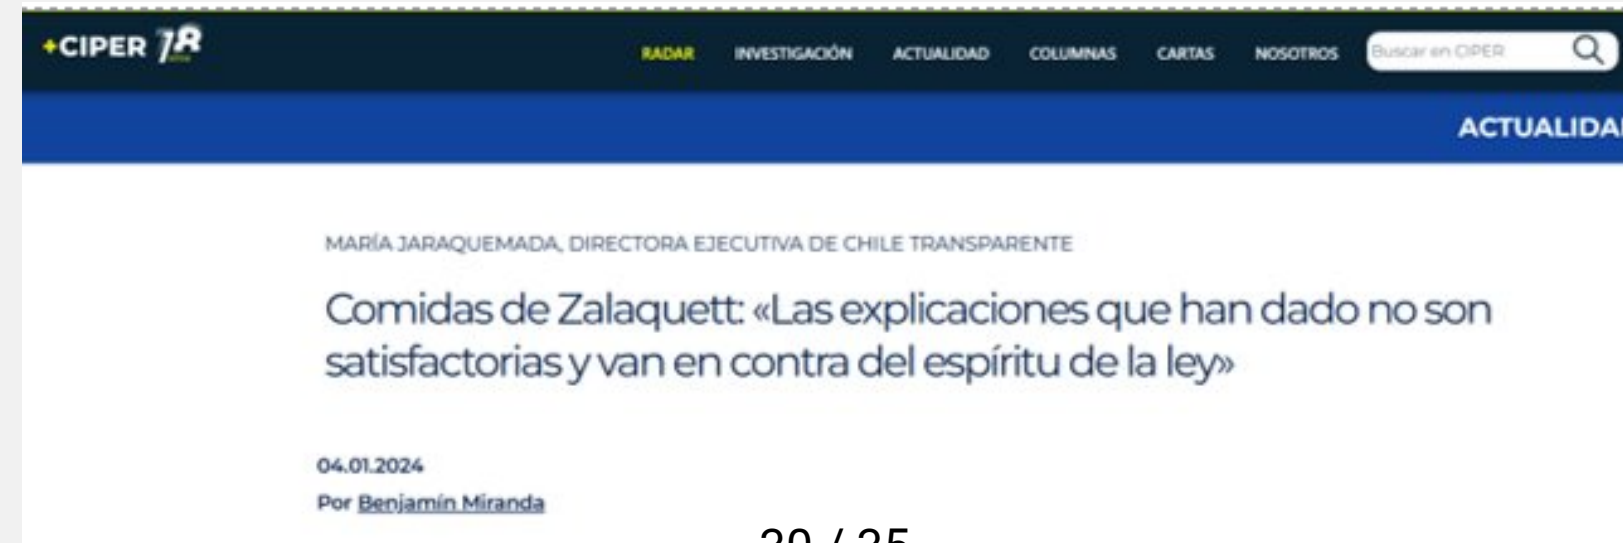 +CIPER 18
RADAR INVESTIGACIÓN ACTUALIDAD COLUMNAS CARTAS NOSOTROS Buscar en CIPER
MARÍA JARAQUEMADA, DIRECTORA EJECUTIVA DE CHILE TRANSPARENTE
Comidas de Zalaquett: «Las explicaciones que han dado no son
satisfactorias y van en contra del espíritu de la ley»
04.01.2024
Por Benjamín Miranda